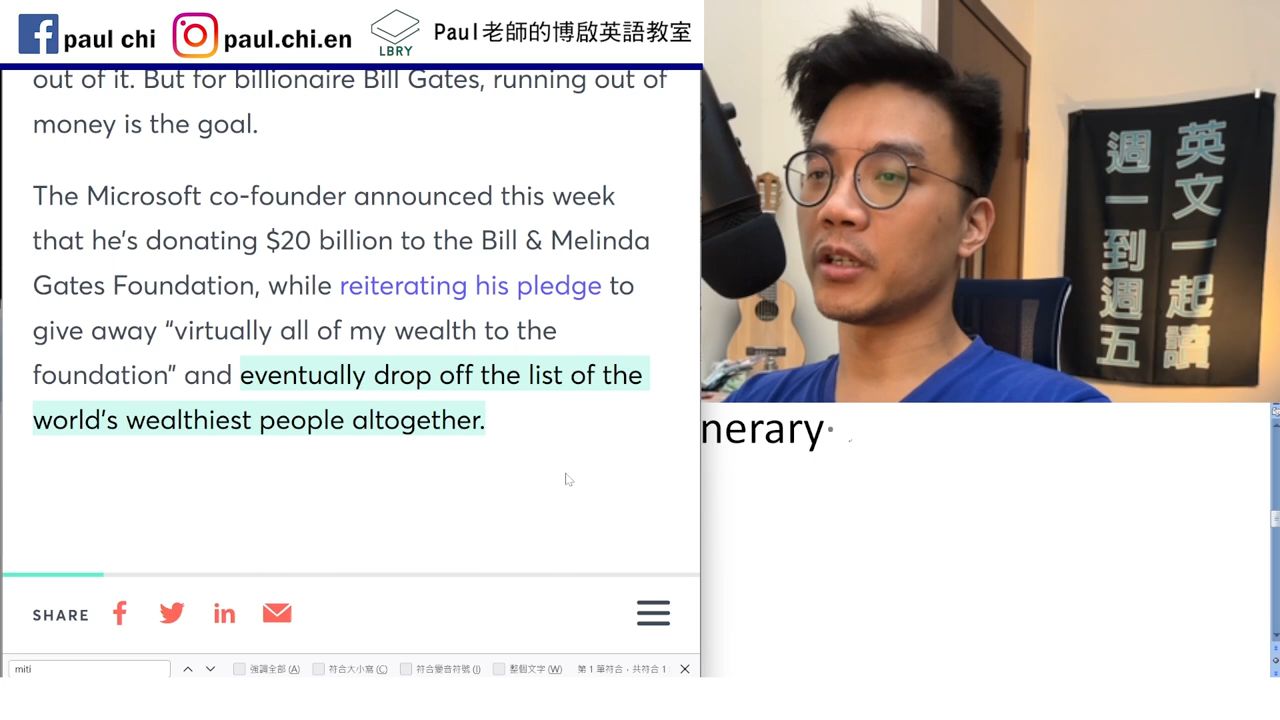 paul chi
paul.chi.en
LBRY
Paul老師的博啟英語教室
out of it. But for billionaire Bill Gates, running out of
money is the goal.
The Microsoft co-founder announced this week
that he's donating $20 billion to the Bill & Melinda
Gates Foundation, while reiterating his pledge to
give away “virtually all of my wealth to the
foundation” and eventually drop off the list of the
world's wealthiest people altogether.
SHARE
miti
強調全部(A)
符合大小寫(C)
符合變音符號(I)
整個文字(W)
第 1 筆符合，共符合 1
英文一起讀
週一到週五
nerary